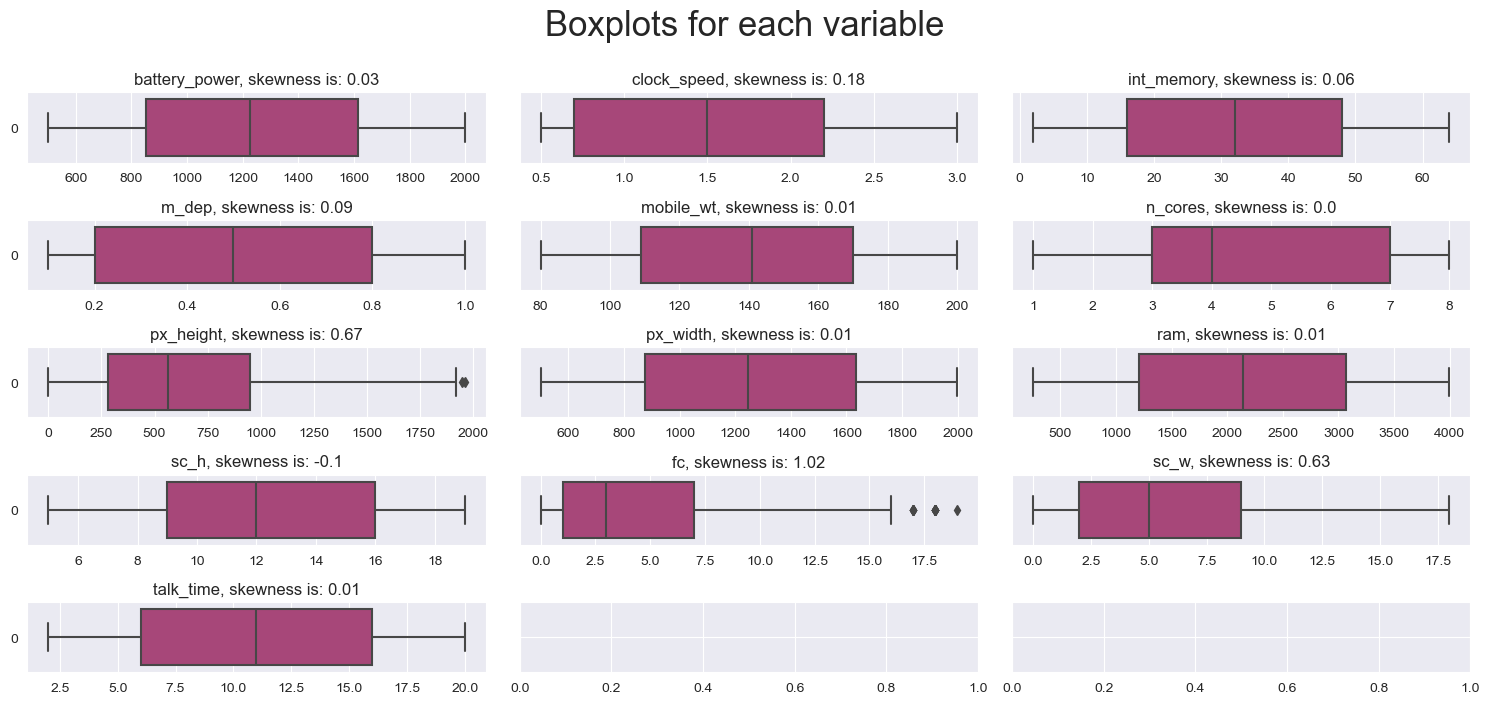 Boxplots for each variable
battery_power, skewness is: 0.03
clock_speed, skewness is: 0.18
int_memory, skewness is: 0.06
0
600 800 1000 1200 1400 1600 1800 2000
0.5 1.0 1.5 2.0 2.5 3.0
0 10 20 30 40 50 60
m_dep, skewness is: 0.09
mobile_wt, skewness is: 0.01
n_cores, skewness is: 0.0
0
0.2 0.4 0.6 0.8 1.0
80 100 120 140 160 180 200
1 2 3 4 5 6 7 8
px_height, skewness is: 0.67
px_width, skewness is: 0.01
ram, skewness is: 0.01
0
0 250 500 750 1000 1250 1500 1750 2000
600 800 1000 1200 1400 1600 1800 2000
500 1000 1500 2000 2500 3000 3500 4000
sc_h, skewness is: -0.1
fc, skewness is: 1.02
sc_w, skewness is: 0.63
0
6 8 10 12 14 16 18
0.0 2.5 5.0 7.5 10.0 12.5 15.0 17.5
0.0 2.5 5.0 7.5 10.0 12.5 15.0 17.5
talk_time, skewness is: 0.01
0
2.5 5.0 7.5 10.0 12.5 15.0 17.5 20.0
0.0 0.2 0.4 0.6 0.8 1.0
0.0 0.2 0.4 0.6 0.8 1.0